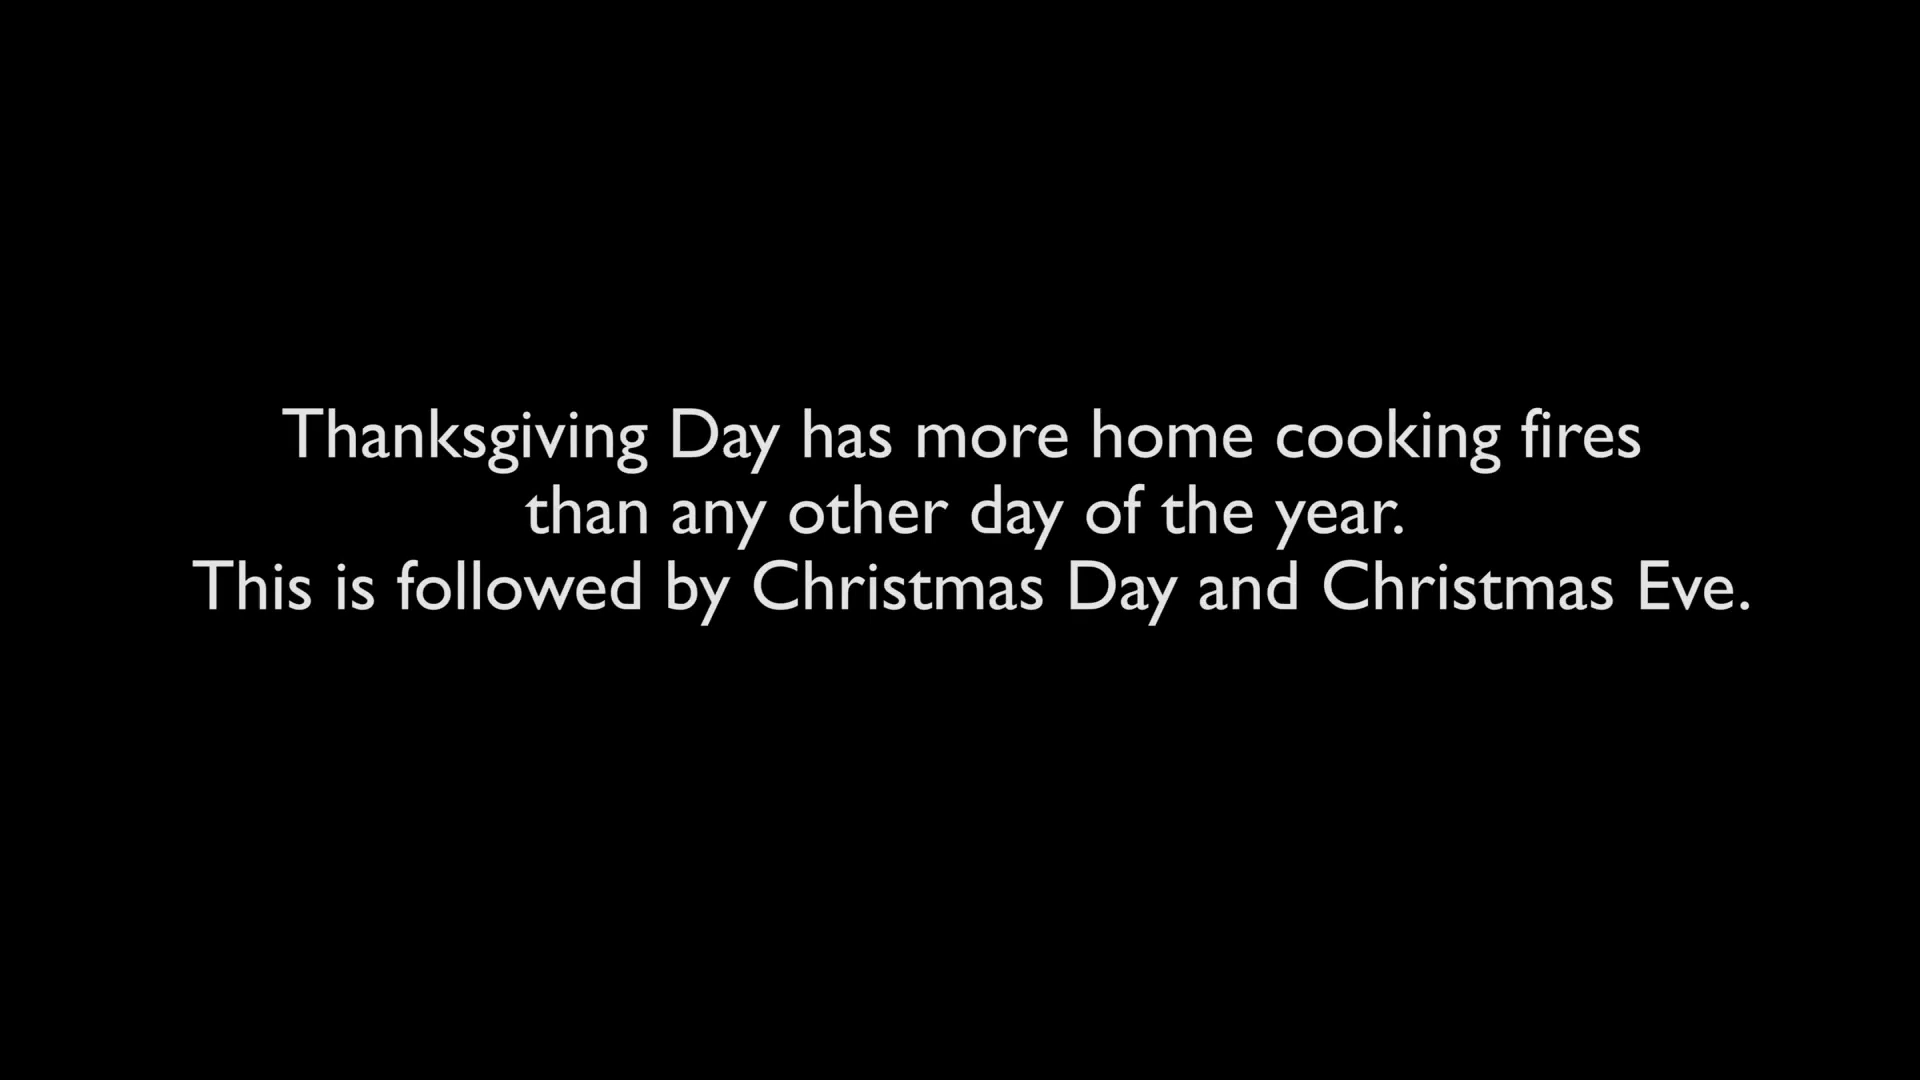 Thanksgiving Day has more home cooking fires
than any other day of the year.
This is followed by Christmas Day and Christmas Eve.